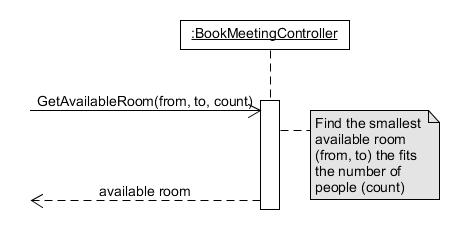 :BookMeetingController
GetAvailableRoom(from, to, count)
Find the smallest
available room
(from, to) the fits
the number of
people (count)
available room